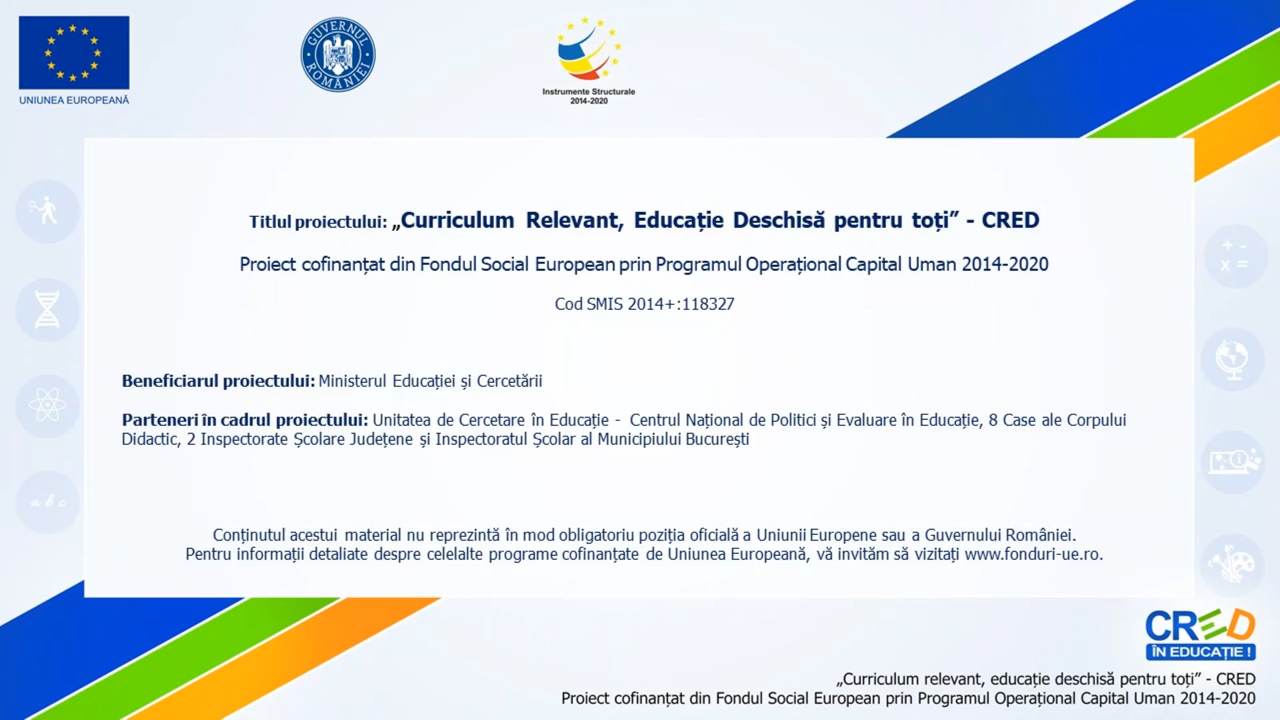 UNIUNEA EUROPEANĂ
GUVERNUL ROMÂNIEI
Instrumente Structurale
2014-2020
Titlul proiectului: „Curriculum Relevant, Educație Deschisă pentru toți” - CRED
Proiect cofinanțat din Fondul Social European prin Programul Operațional Capital Uman 2014-2020
Cod SMIS 2014+:118327
Beneficiarul proiectului: Ministerul Educației și Cercetării
Parteneri în cadrul proiectului: Unitatea de Cercetare în Educație - Centrul Național de Politici și Evaluare în Educație, 8 Case ale Corpului
Didactic, 2 Inspectorate Școlare Județene și Inspectoratul Școlar al Municipiului București
Conținutul acestui material nu reprezintă în mod obligatoriu poziția oficială a Uniunii Europene sau a Guvernului României.
Pentru informații detaliate despre celelalte programe cofinanțate de Uniunea Europeană, vă invităm să vizitați www.fonduri-ue.ro.
+ -
x =
a b c
CRED
ÎN EDUCAȚIE !
„Curriculum relevant, educație deschisă pentru toți” - CRED
Proiect cofinanțat din Fondul Social European prin Programul Operațional Capital Uman 2014-2020